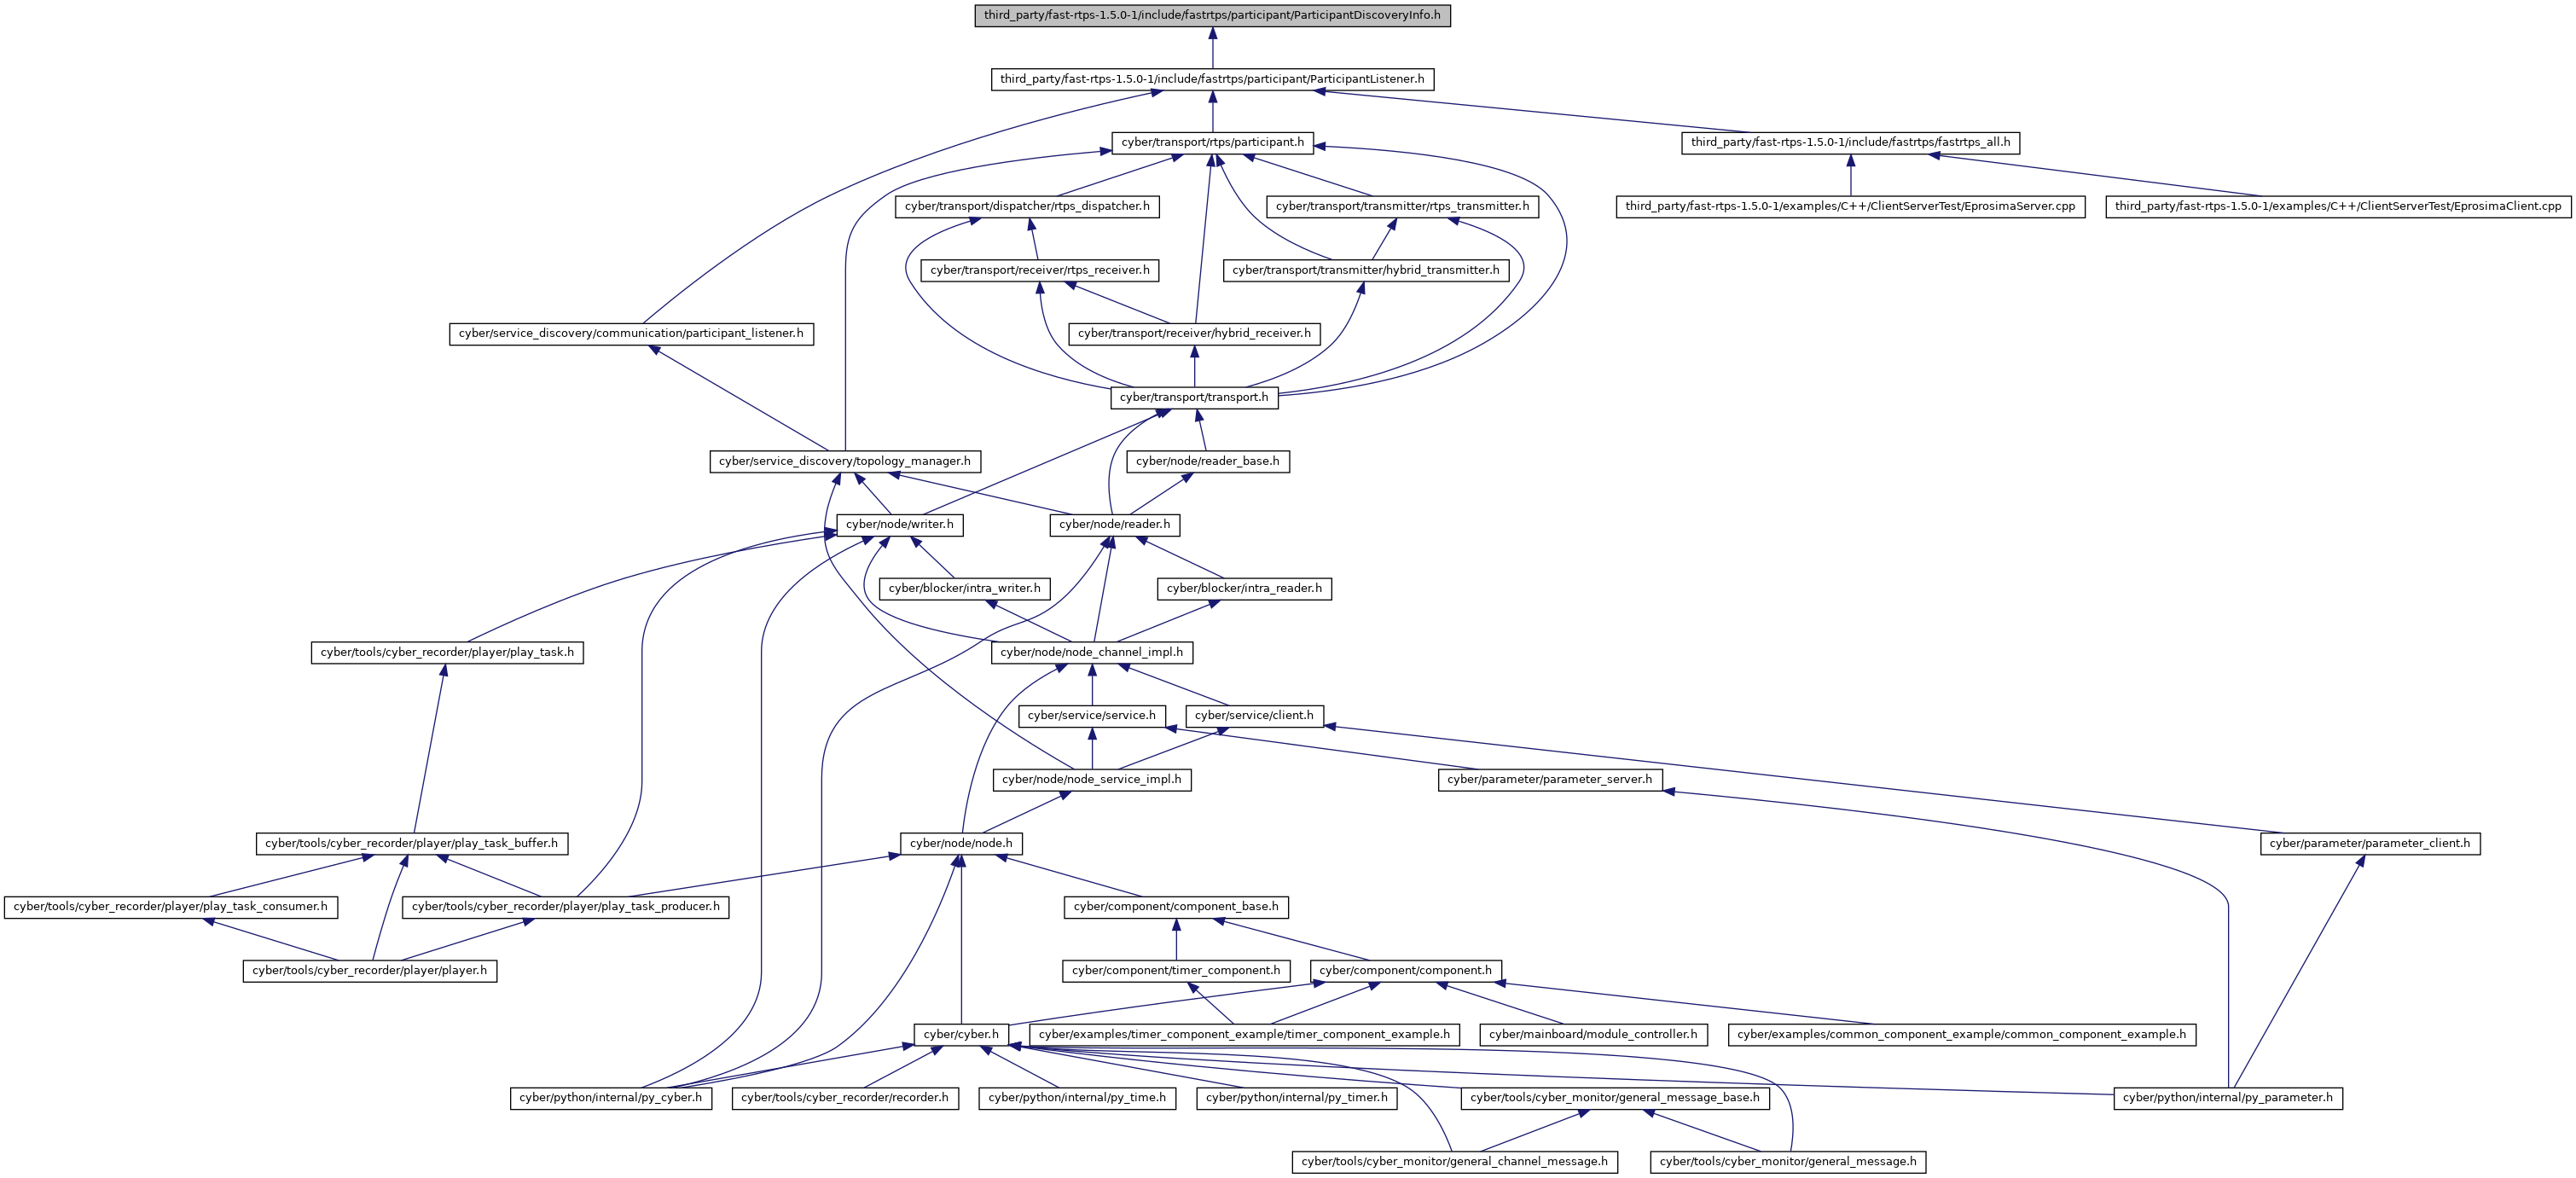 third_party/fast-rtps-1.5.0-1/include/fastrtps/participant/ParticipantDiscoveryInfo.h
third_party/fast-rtps-1.5.0-1/include/fastrtps/participant/ParticipantListener.h
cyber/transport/rtps/participant.h
third_party/fast-rtps-1.5.0-1/include/fastrtps/fastrtps_all.h
cyber/transport/dispatcher/rtps_dispatcher.h
cyber/transport/transmitter/rtps_transmitter.h
third_party/fast-rtps-1.5.0-1/examples/C++/ClientServerTest/EprosimaServer.cpp
third_party/fast-rtps-1.5.0-1/examples/C++/ClientServerTest/EprosimaClient.cpp
cyber/transport/receiver/rtps_receiver.h
cyber/transport/transmitter/hybrid_transmitter.h
cyber/service_discovery/communication/participant_listener.h
cyber/transport/receiver/hybrid_receiver.h
cyber/transport/transport.h
cyber/service_discovery/topology_manager.h
cyber/node/reader_base.h
cyber/node/writer.h
cyber/node/reader.h
cyber/blocker/intra_writer.h
cyber/blocker/intra_reader.h
cyber/tools/cyber_recorder/player/play_task.h
cyber/node/node_channel_impl.h
cyber/service/service.h
cyber/service/client.h
cyber/node/node_service_impl.h
cyber/parameter/parameter_server.h
cyber/tools/cyber_recorder/player/play_task_buffer.h
cyber/node/node.h
cyber/parameter/parameter_client.h
cyber/tools/cyber_recorder/player/play_task_consumer.h
cyber/tools/cyber_recorder/player/play_task_producer.h
cyber/component/component_base.h
cyber/tools/cyber_recorder/player/player.h
cyber/component/timer_component.h
cyber/component/component.h
cyber/cyber.h
cyber/examples/timer_component_example/timer_component_example.h
cyber/mainboard/module_controller.h
cyber/examples/common_component_example/common_component_example.h
cyber/python/internal/py_cyber.h
cyber/tools/cyber_recorder/recorder.h
cyber/python/internal/py_time.h
cyber/python/internal/py_timer.h
cyber/tools/cyber_monitor/general_message_base.h
cyber/python/internal/py_parameter.h
cyber/tools/cyber_monitor/general_channel_message.h
cyber/tools/cyber_monitor/general_message.h